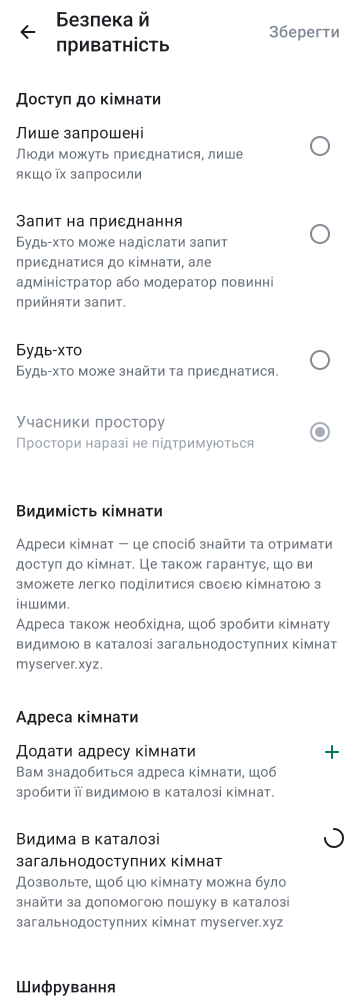 Безпека й
приватність
Зберегти
Доступ до кімнати
Лише запрошені
Люди можуть приєднатися, лише
якщо їх запросили
Запит на приєднання
Будь-хто може надіслати запит
приєднатися до кімнати, але
адміністратор або модератор повинні
прийняти запит.
Будь-хто
Будь-хто може знайти та приєднатися.
Учасники простору
Простори наразі не підтримуються
Видимість кімнати
Адреси кімнат — це спосіб знайти та отримати
доступ до кімнат. Це також гарантує, що ви
зможете легко поділитися своєю кімнатою з
іншими.
Адреса також необхідна, щоб зробити кімнату
видимою в каталозі загальнодоступних кімнат
myserver.xyz.
Адреса кімнати
Додати адресу кімнати
Вам знадобиться адреса кімнати, щоб
зробити її видимою в каталозі кімнат.
Видима в каталозі
загальнодоступних кімнат
Дозвольте, щоб цю кімнату можна було
знайти за допомогою пошуку в каталозі
загальнодоступних кімнат myserver.xyz
Шифрування